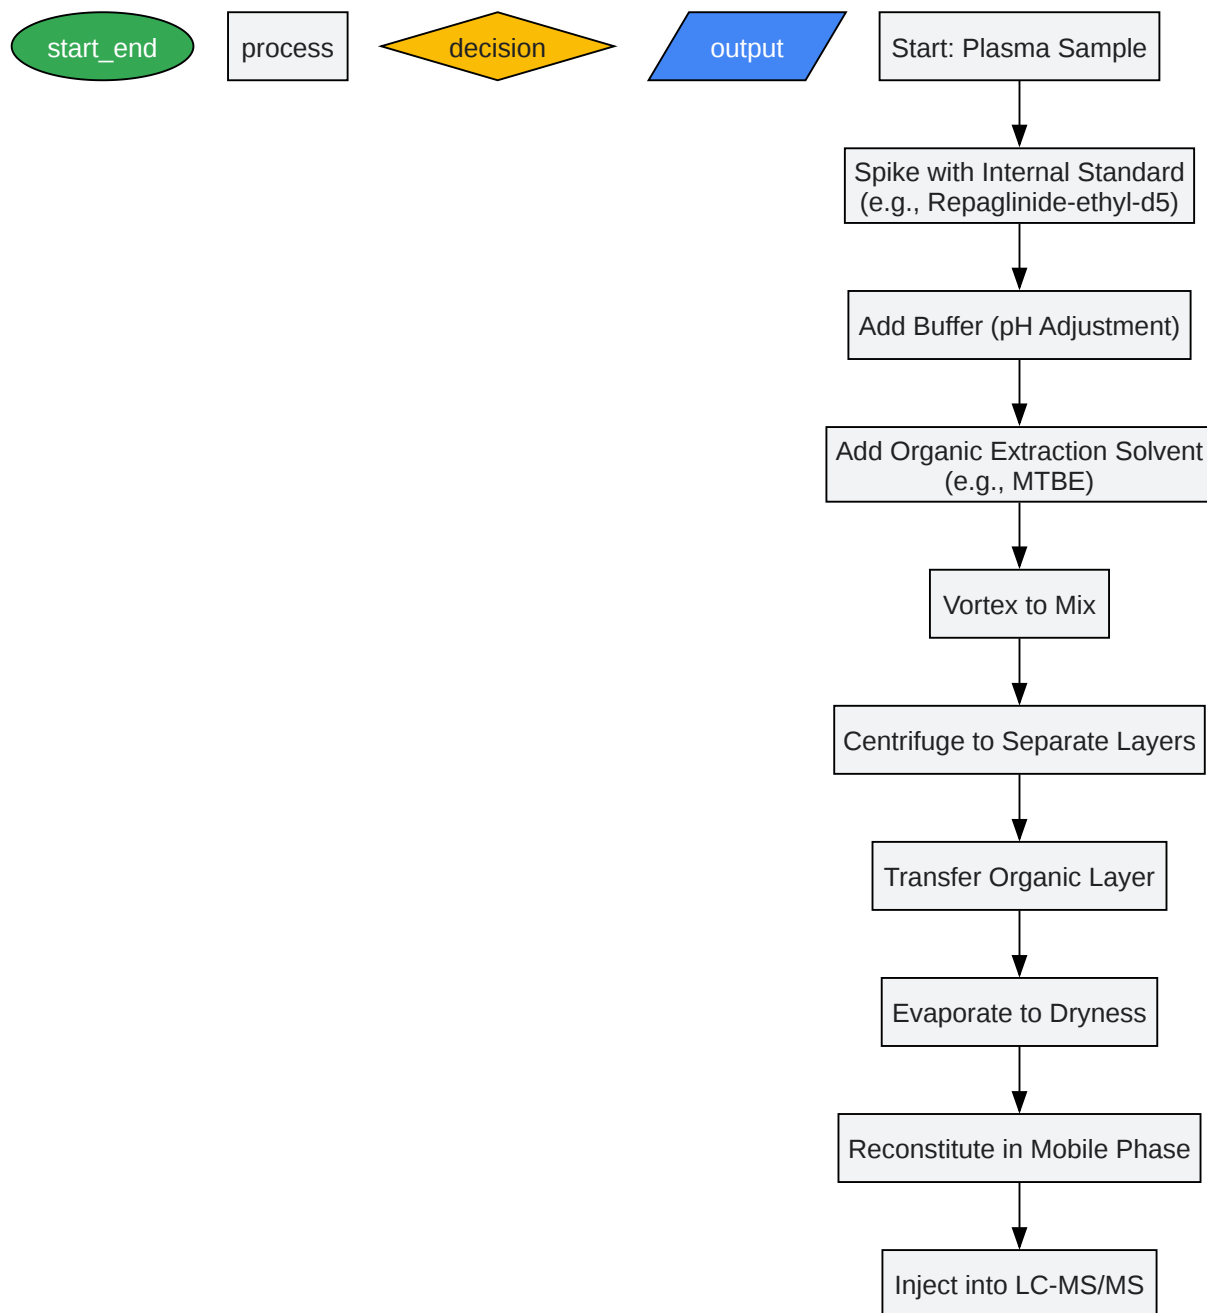 start_end
process
decision
output
Start: Plasma Sample
Spike with Internal Standard
(e.g., Repaglinide-ethyl-d5)
Add Buffer (pH Adjustment)
Add Organic Extraction Solvent
(e.g., MTBE)
Vortex to Mix
Centrifuge to Separate Layers
Transfer Organic Layer
Evaporate to Dryness
Reconstitute in Mobile Phase
Inject into LC-MS/MS